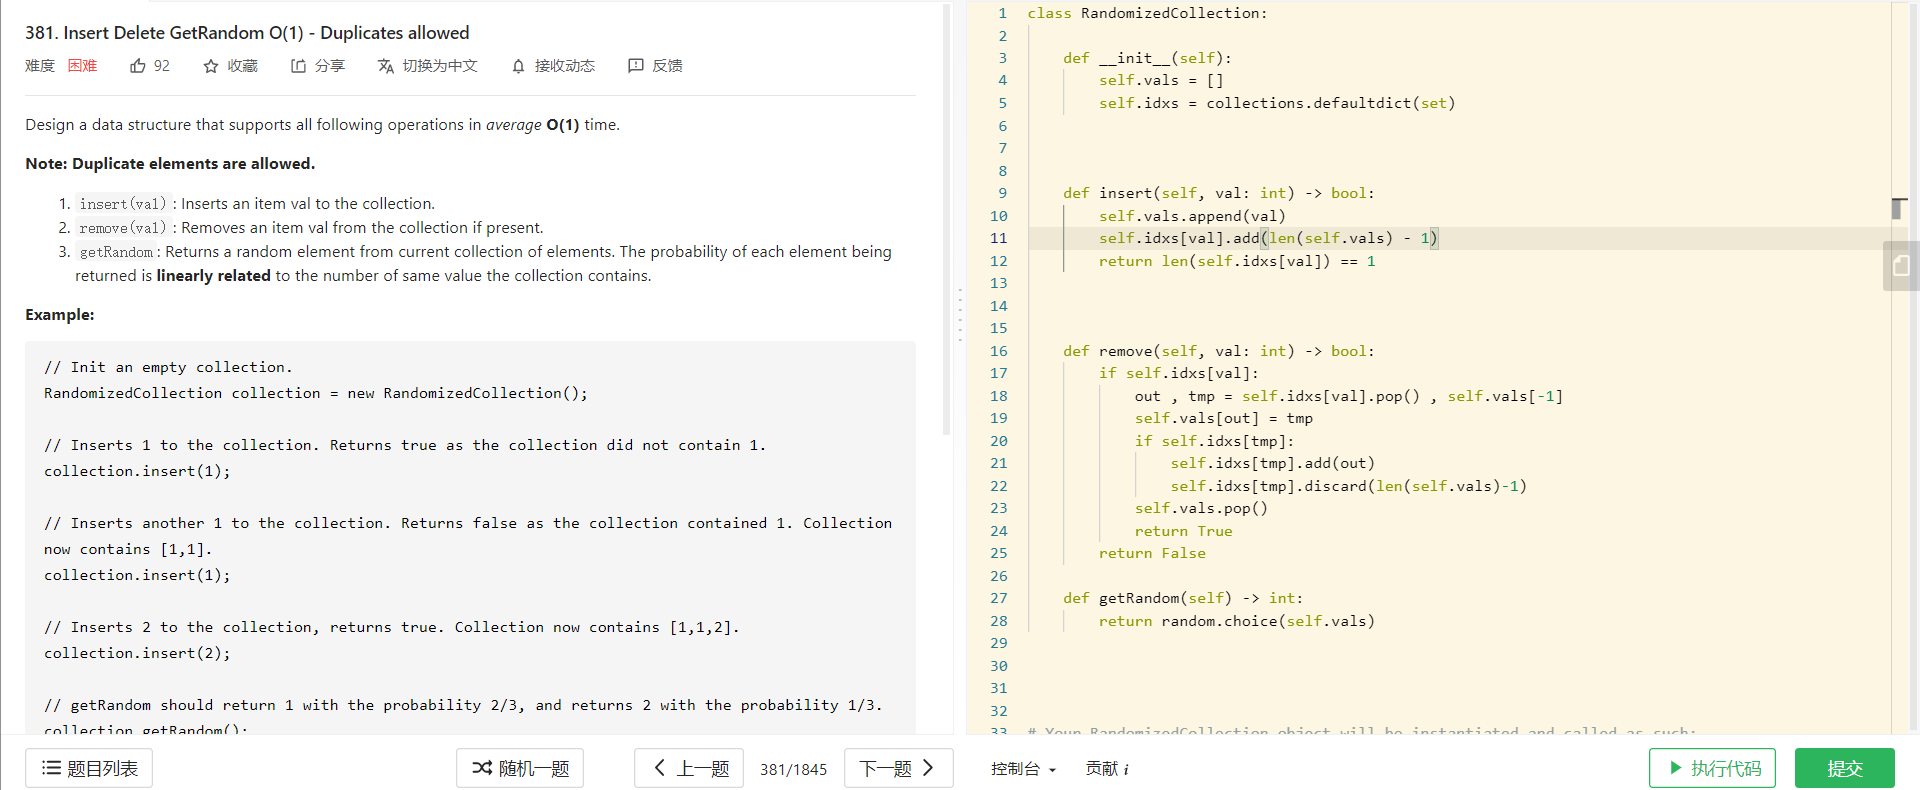 381. Insert Delete GetRandom O(1) - Duplicates allowed
难度 困难 92 收藏 分享 切换为中文 接收动态 反馈
Design a data structure that supports all following operations in average O(1) time.
Note: Duplicate elements are allowed.
1. insert(val) : Inserts an item val to the collection.
2. remove(val) : Removes an item val from the collection if present.
3. getRandom : Returns a random element from current collection of elements. The probability of each element being
returned is linearly related to the number of same value the collection contains.
Example:
// Init an empty collection.
RandomizedCollection collection = new RandomizedCollection();
// Inserts 1 to the collection. Returns true as the collection did not contain 1.
collection.insert(1);
// Inserts another 1 to the collection. Returns false as the collection contained 1. Collection
now contains [1,1].
collection.insert(1);
// Inserts 2 to the collection, returns true. Collection now contains [1,1,2].
collection.insert(2);
// getRandom should return 1 with the probability 2/3, and returns 2 with the probability 1/3.
collection.getRandom();
题目列表 随机一题 上一题 381/1845 下一题
1 class RandomizedCollection:
2
3 def __init__(self):
4 self.vals = []
5 self.idxs = collections.defaultdict(set)
6
7
8
9 def insert(self, val: int) -> bool:
10 self.vals.append(val)
11 self.idxs[val].add(len(self.vals) - 1)
12 return len(self.idxs[val]) == 1
13
14
15
16 def remove(self, val: int) -> bool:
17 if self.idxs[val]:
18 out , tmp = self.idxs[val].pop() , self.vals[-1]
19 self.vals[out] = tmp
20 if self.idxs[tmp]:
21 self.idxs[tmp].add(out)
22 self.idxs[tmp].discard(len(self.vals)-1)
23 self.vals.pop()
24 return True
25 return False
26
27 def getRandom(self) -> int:
28 return random.choice(self.vals)
29
30
31
32
33 # Your RandomizedCollection object will be instantiated and called as such:
控制台 贡献 i 执行代码 提交